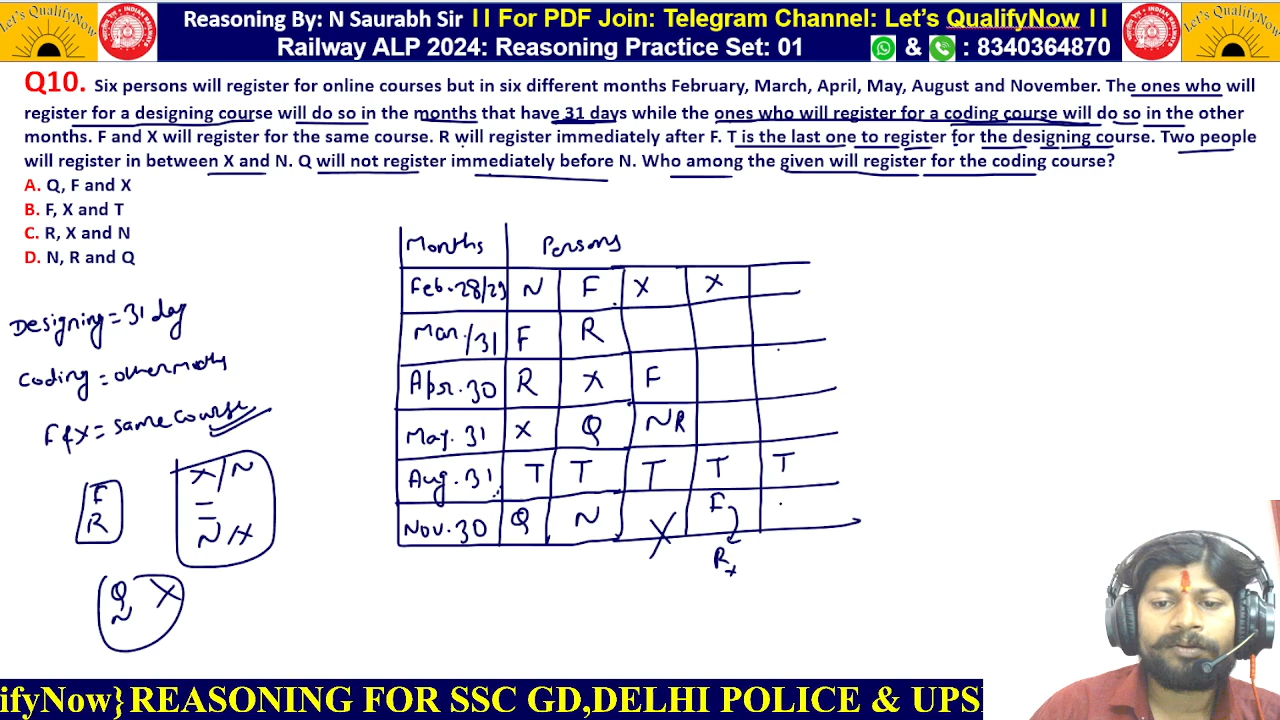 Reasoning By: N Saurabh Sir II For PDF Join: Telegram Channel: Let's QualifyNow II
Railway ALP 2024: Reasoning Practice Set: 01 & : 8340364870
Q10. Six persons will register for online courses but in six different months February, March, April, May, August and November. The ones who will
register for a designing course will do so in the months that have 31 days while the ones who will register for a coding course will do so in the other
months. F and X will register for the same course. R will register immediately after F. T is the last one to register for the designing course. Two people
will register in between X and N. Q will not register immediately before N. Who among the given will register for the coding course?
A. Q, F and X
B. F, X and T
C. R, X and N
D. N, R and Q
Designing = 31 day
Coding = other
F & X = same course
F
R
X/N
N/X
Q X
N
Months Persons
Feb. 28/29 N F X X
Mar./31 F R
Apr. 30 R X F
May. 31 X Q N R
Aug. 31 T T T T T
Nov. 30 Q N X F
R x
ifyNow}REASONING FOR SSC GD,DELHI POLICE & UPS